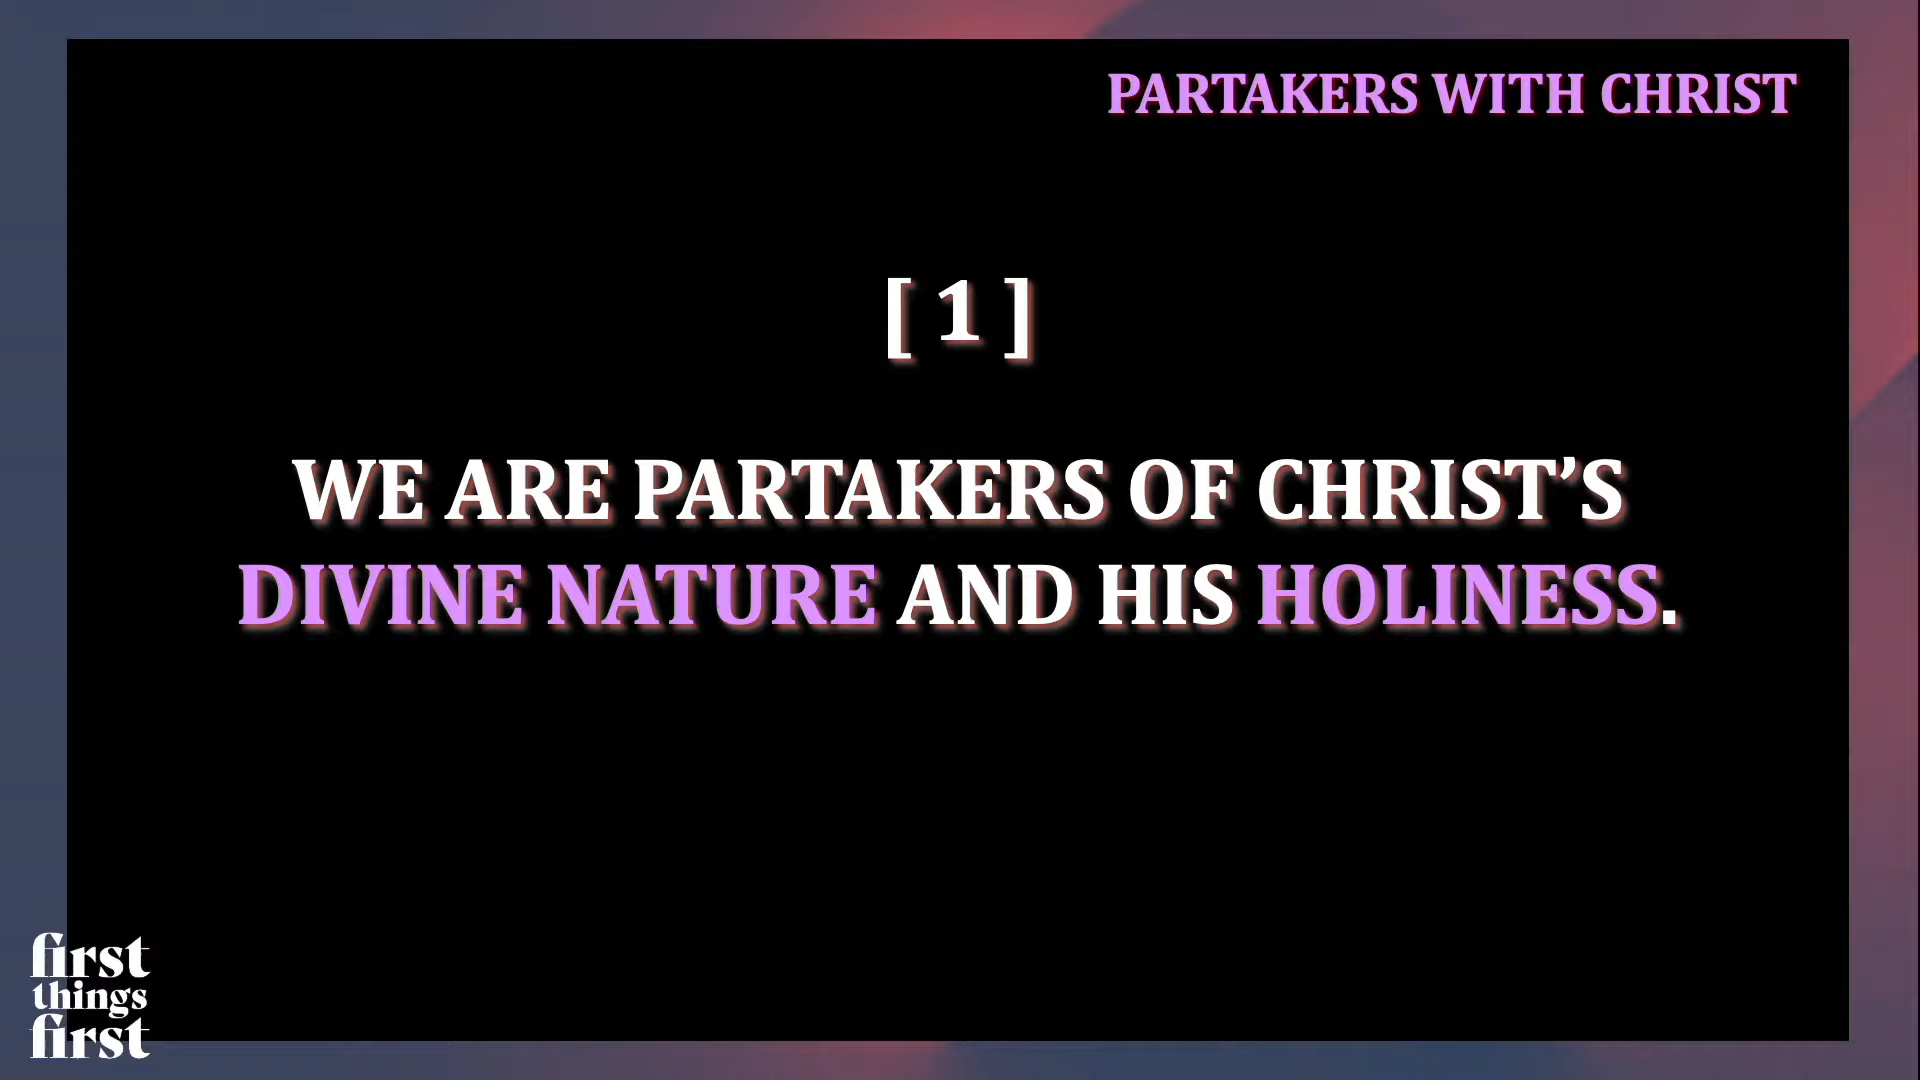 PARTAKERS WITH CHRIST
[ 1 ]
WE ARE PARTAKERS OF CHRIST’S
DIVINE NATURE AND HIS HOLINESS.
first
things
first